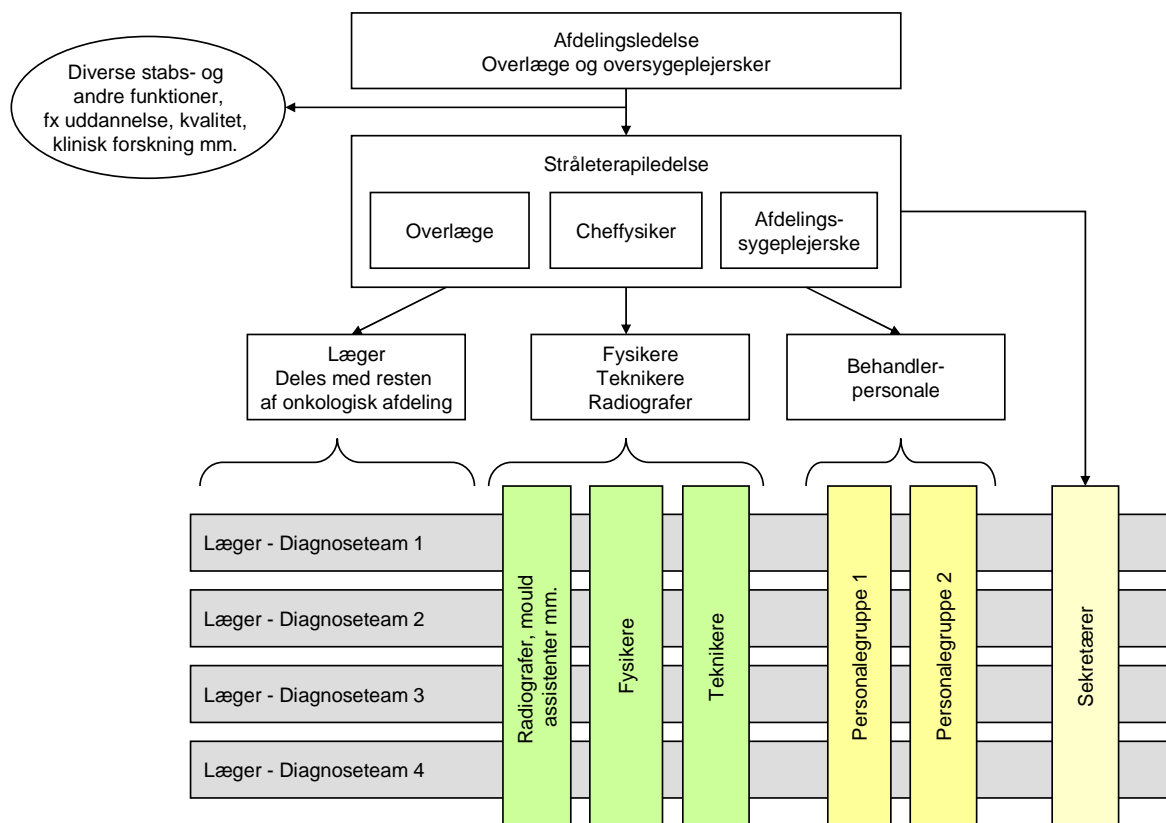 Afdelingsledelse
Overlæge og oversygeplejersker
Diverse stabs- og
andre funktioner,
fx uddannelse, kvalitet,
klinisk forskning mm.
Stråleterapiledelse
Overlæge
Cheffysiker
Afdelings-
sygeplejerske
Læger
Deles med resten
af onkologisk afdeling
Fysikere
Teknikere
Radiografer
Behandler-
personale
Læger - Diagnoseteam 1
Læger - Diagnoseteam 2
Læger - Diagnoseteam 3
Læger - Diagnoseteam 4
Radiografer, mould
assistenter mm.
Fysikere
Teknikere
Personalegruppe 1
Personalegruppe 2
Sekretærer